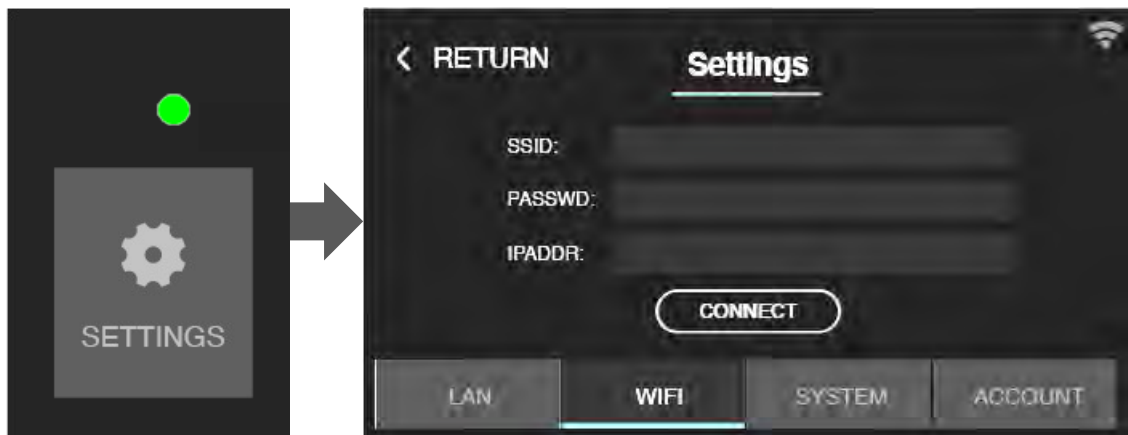 SETTINGS
RETURN
Settings
SSID:
PASSWD:
IPADDR:
CONNECT
LAN
WIFI
SYSTEM
ACCOUNT